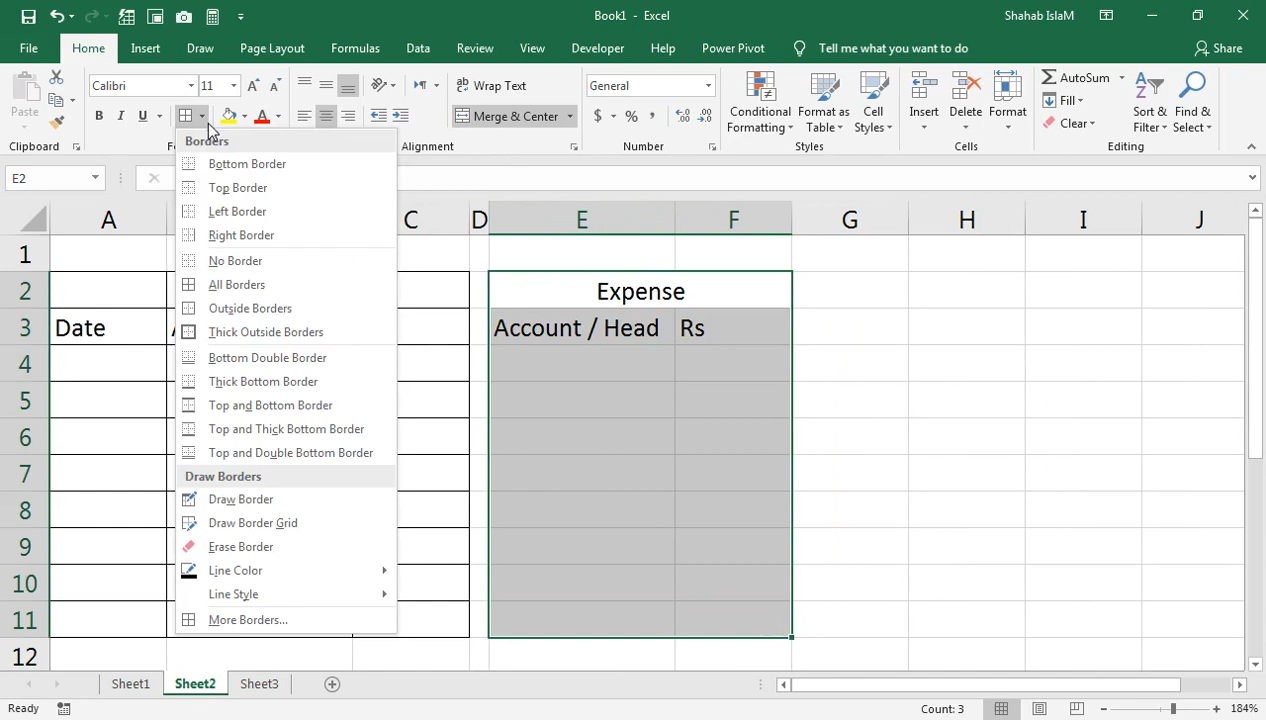 Book1 - Excel
Shahab IslaM
File Home Insert Draw Page Layout Formulas Data Review View Developer Help Power Pivot Tell me what you want to do Share
Paste
Calibri 11
B I U
Wrap Text
Merge & Center
General
$ % ,
Conditional Formatting
Format as Table
Cell Styles
Insert
Delete
Format
AutoSum
Fill
Clear
Sort & Filter
Find & Select
Clipboard Alignment Number Styles Cells Editing
E2
Borders
Bottom Border
Top Border
Left Border
Right Border
No Border
All Borders
Outside Borders
Thick Outside Borders
Bottom Double Border
Thick Bottom Border
Top and Bottom Border
Top and Thick Bottom Border
Top and Double Bottom Border
Draw Borders
Draw Border
Draw Border Grid
Erase Border
Line Color
Line Style
More Borders...
A C D E F G H I J
1
2 Expense
3 Date Account / Head Rs
4
5
6
7
8
9
10
11
12
Sheet1 Sheet2 Sheet3
Ready Count: 3 184%